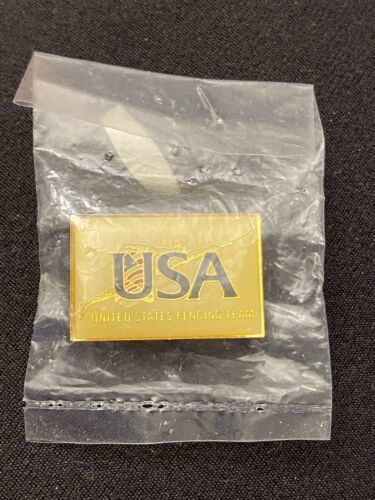 USA
UNITED STATES FENCING TEAM